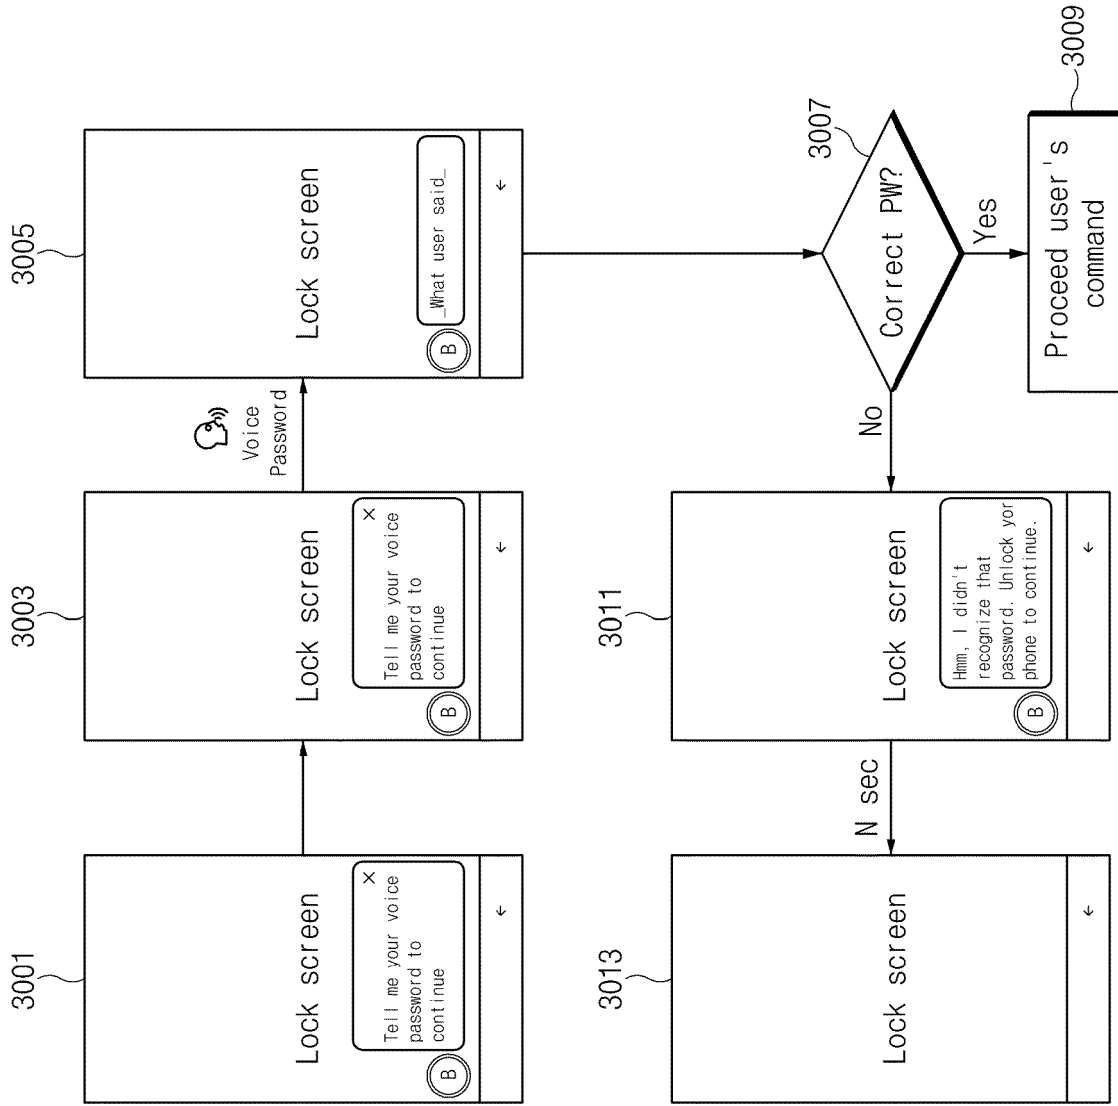 3001
Lock screen
Tell me your voice
password to
continue
×
B
←
3003
Lock screen
Tell me your voice
password to
continue
×
B
←
Voice
Password
3005
Lock screen
_What user said_
B
←
3007
Correct PW?
Yes
3009
Proceed user's
command
No
3011
Lock screen
Hmm, I didn't
recognize that
password. Unlock yor
phone to continue.
B
←
N sec
3013
Lock screen
←